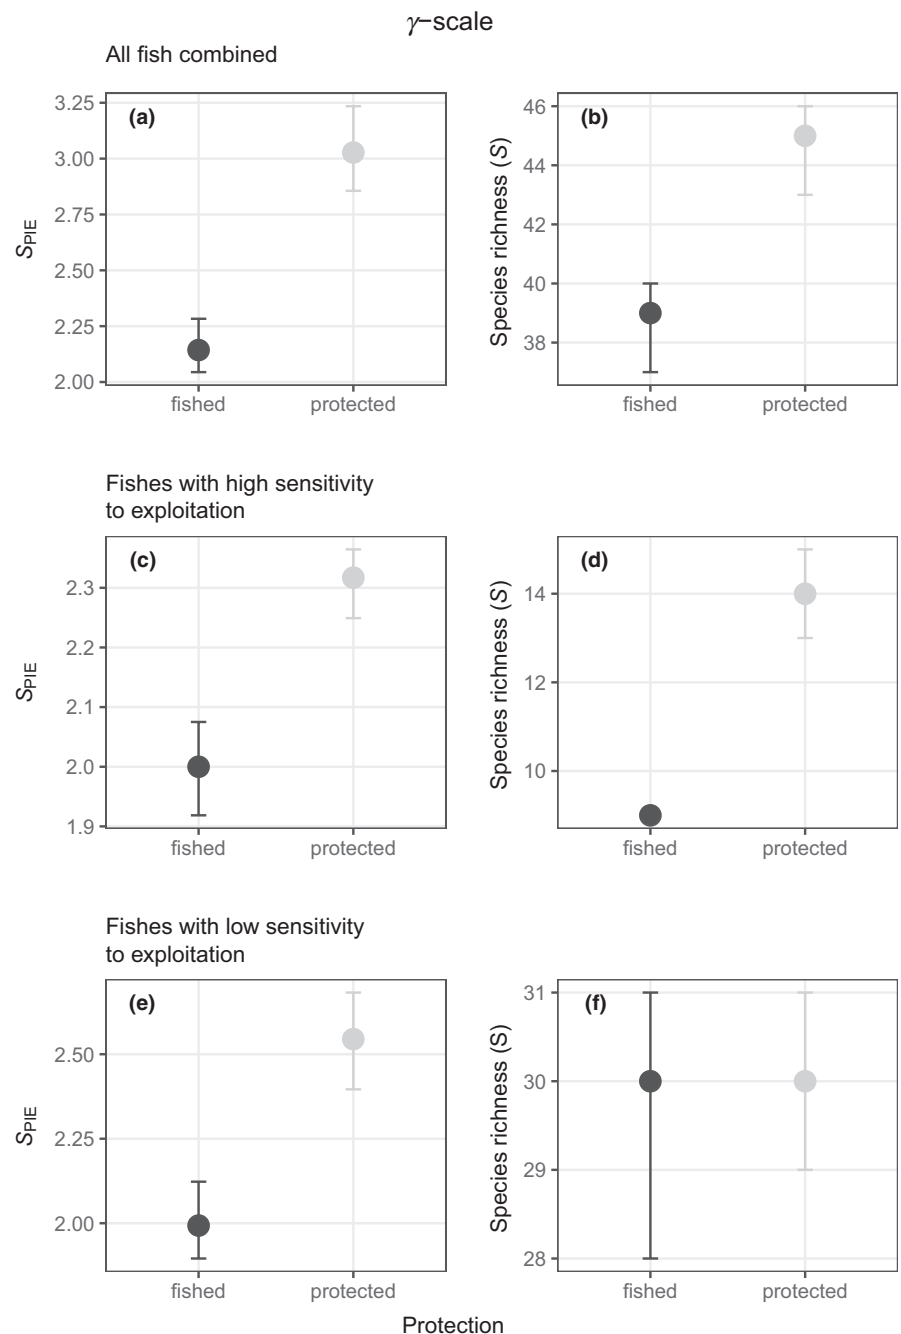 γ−scale
All fish combined
(a)
3.25
3.00
2.75
2.50
2.25
2.00
SPIE
fished
protected
(b)
46
44
42
40
38
Species richness (S)
fished
protected
Fishes with high sensitivity
to exploitation
(c)
2.3
2.2
2.1
2.0
1.9
SPIE
fished
protected
(d)
14
12
10
Species richness (S)
fished
protected
Fishes with low sensitivity
to exploitation
(e)
2.50
2.25
2.00
SPIE
fished
protected
(f)
31
30
29
28
Species richness (S)
fished
protected
Protection